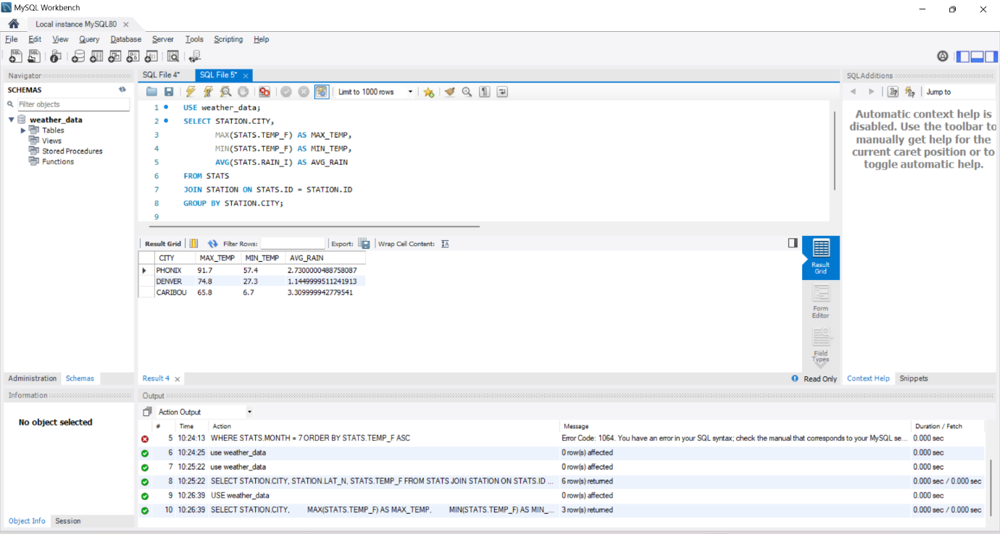 MySQL Workbench
Local instance MySQL80
File Edit View Query Database Server Tools Scripting Help
Navigator
SCHEMAS
Filter objects
weather_data
Tables
Views
Stored Procedures
Functions
Administration Schemas
Information
No object selected
Object Info Session
SQL File 4* SQL File 5*
Limit to 1000 rows
1 USE weather_data;
2 SELECT STATION.CITY,
3 MAX(STATS.TEMP_F) AS MAX_TEMP,
4 MIN(STATS.TEMP_F) AS MIN_TEMP,
5 AVG(STATS.RAIN_I) AS AVG_RAIN
6 FROM STATS
7 JOIN STATION ON STATS.ID = STATION.ID
8 GROUP BY STATION.CITY;
9
Result Grid Filter Rows: Export: Wrap Cell Content:
CITY MAX_TEMP MIN_TEMP AVG_RAIN
PHONIX 91.7 57.4 2.7300000488758087
DENVER 74.8 27.3 1.1449999511241913
CARIBOU 65.8 6.7 3.309999942779541
Result Grid
Form Editor
Field Types
Result 4
Read Only
SQLAdditions
Jump to
Automatic context help is
disabled. Use the toolbar to
manually get help for the
current caret position or to
toggle automatic help.
Context Help Snippets
Output
Action Output
# Time Action Message Duration / Fetch
5 10:24:13 WHERE STATS.MONTH = 7 ORDER BY STATS.TEMP_F ASC Error Code: 1064. You have an error in your SQL syntax; check the manual that corresponds to your MySQL se... 0.000 sec
6 10:24:25 use weather_data 0 row(s) affected 0.000 sec
7 10:25:22 use weather_data 0 row(s) affected 0.000 sec
8 10:25:22 SELECT STATION.CITY, STATION.LAT_N, STATS.TEMP_F FROM STATS JOIN STATION ON STATS.ID ... 6 row(s) returned 0.000 sec / 0.000 sec
9 10:26:39 USE weather_data 0 row(s) affected 0.000 sec
10 10:26:39 SELECT STATION.CITY, MAX(STATS.TEMP_F) AS MAX_TEMP, MIN(STATS.TEMP_F) AS MIN_... 3 row(s) returned 0.000 sec / 0.000 sec